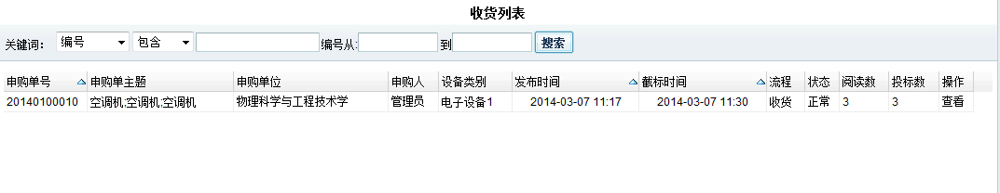 收货列表
关键词： 编号 包含 编号从: 到 搜索
申购单号 申购单主题 申购单位 申购人 设备类别 发布时间 截标时间 流程 状态 阅读数 投标数 操作
20140100010 空调机;空调机;空调机 物理科学与工程技术学 管理员 电子设备1 2014-03-07 11:17 2014-03-07 11:30 收货 正常 3 3 查看